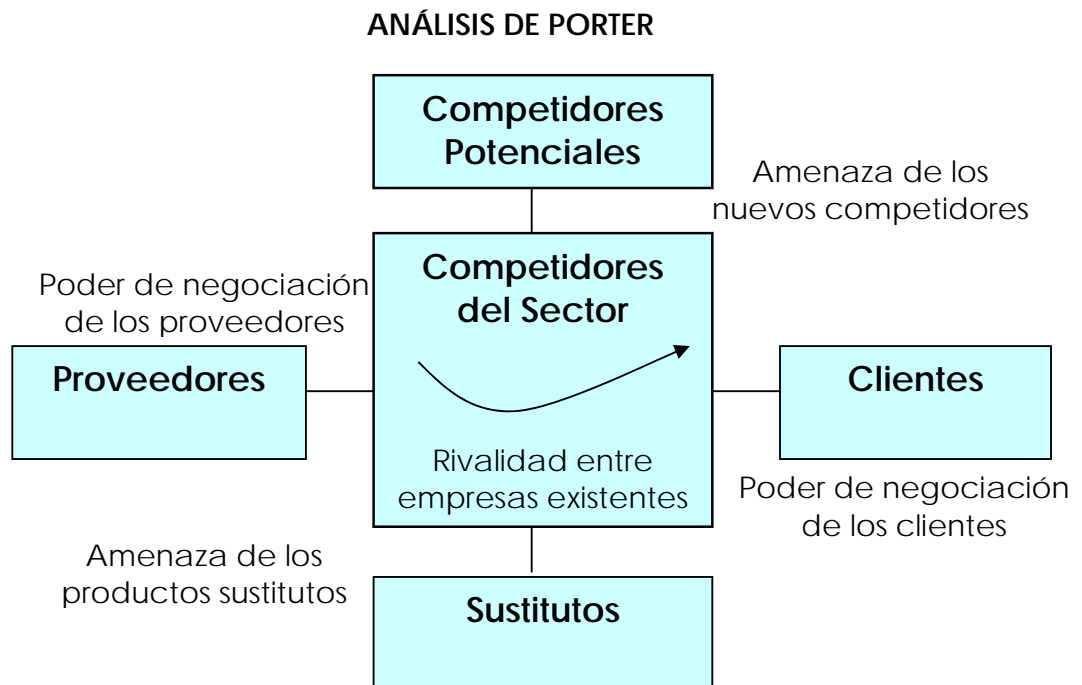 ANÁLISIS DE PORTER
Competidores
Potenciales
Amenaza de los
nuevos competidores
Competidores
del Sector
Poder de negociación
de los proveedores
Proveedores
Clientes
Rivalidad entre
empresas existentes
Poder de negociación
de los clientes
Amenaza de los
productos sustitutos
Sustitutos